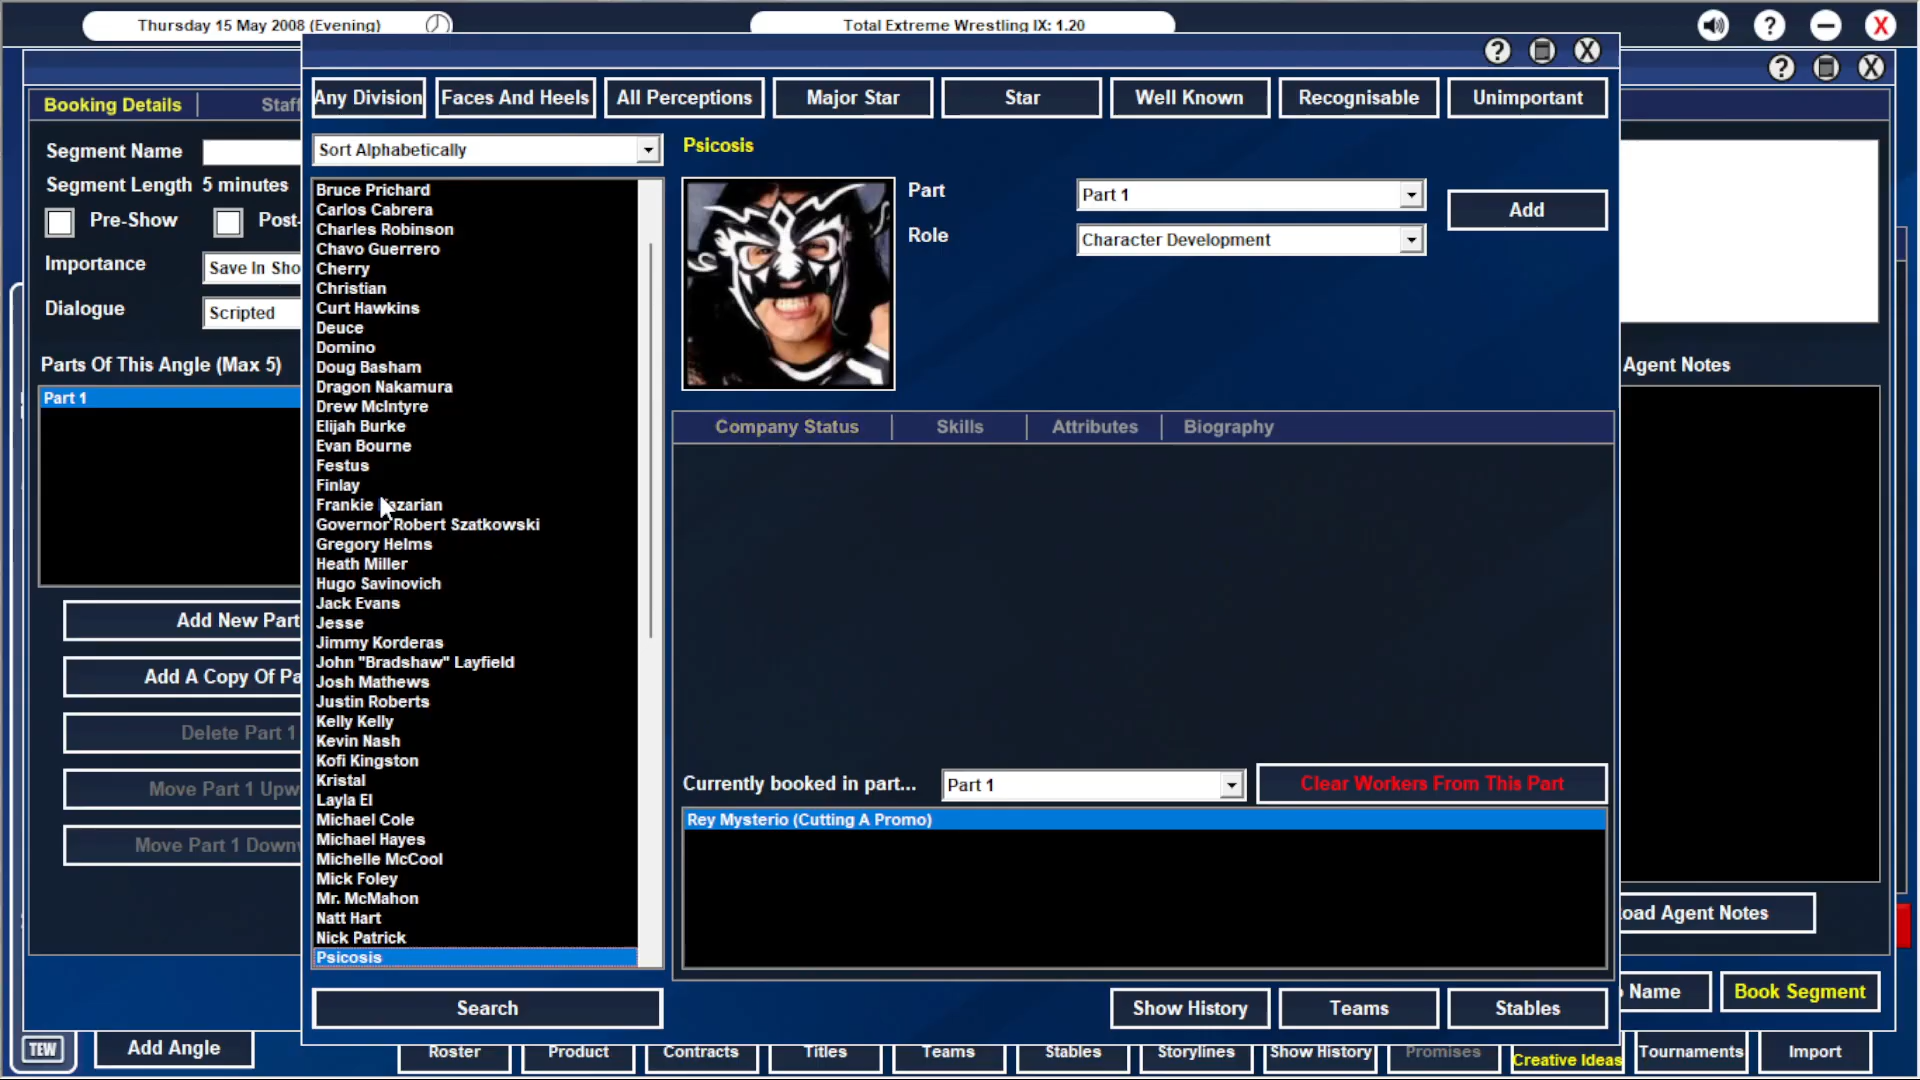 Thursday 15 May 2008 (Evening)
Total Extreme Wrestling IX: 1.20
Any Division
Faces And Heels
All Perceptions
Major Star
Star
Well Known
Recognisable
Unimportant
Booking Details
Staff
Segment Name
Segment Length 5 minutes
Pre-Show
Post-
Importance
Save In Sho
Dialogue
Scripted
Parts Of This Angle (Max 5)
Part 1
Add New Part
Add A Copy Of Pa
Delete Part 1
Move Part 1 Upw
Move Part 1 Down
Sort Alphabetically
Bruce Prichard
Carlos Cabrera
Charles Robinson
Chavo Guerrero
Cherry
Christian
Curt Hawkins
Deuce
Domino
Doug Basham
Dragon Nakamura
Drew McIntyre
Elijah Burke
Evan Bourne
Festus
Finlay
Frankie Kazarian
Governor Robert Szatkowski
Gregory Helms
Heath Miller
Hugo Savinovich
Jack Evans
Jesse
Jimmy Korderas
John "Bradshaw" Layfield
Josh Mathews
Justin Roberts
Kelly Kelly
Kevin Nash
Kofi Kingston
Kristal
Layla El
Michael Cole
Michael Hayes
Michelle McCool
Mick Foley
Mr. McMahon
Natt Hart
Nick Patrick
Psicosis
Search
Psicosis
Part
Part 1
Add
Role
Character Development
Company Status
Skills
Attributes
Biography
Currently booked in part...
Part 1
Clear Workers From This Part
Rey Mysterio (Cutting A Promo)
Show History
Teams
Stables
Agent Notes
oad Agent Notes
Name
Book Segment
TEW
Add Angle
Roster
Product
Contracts
Titles
Teams
Stables
Storylines
Show History
Promises
Creative Ideas
Tournaments
Import